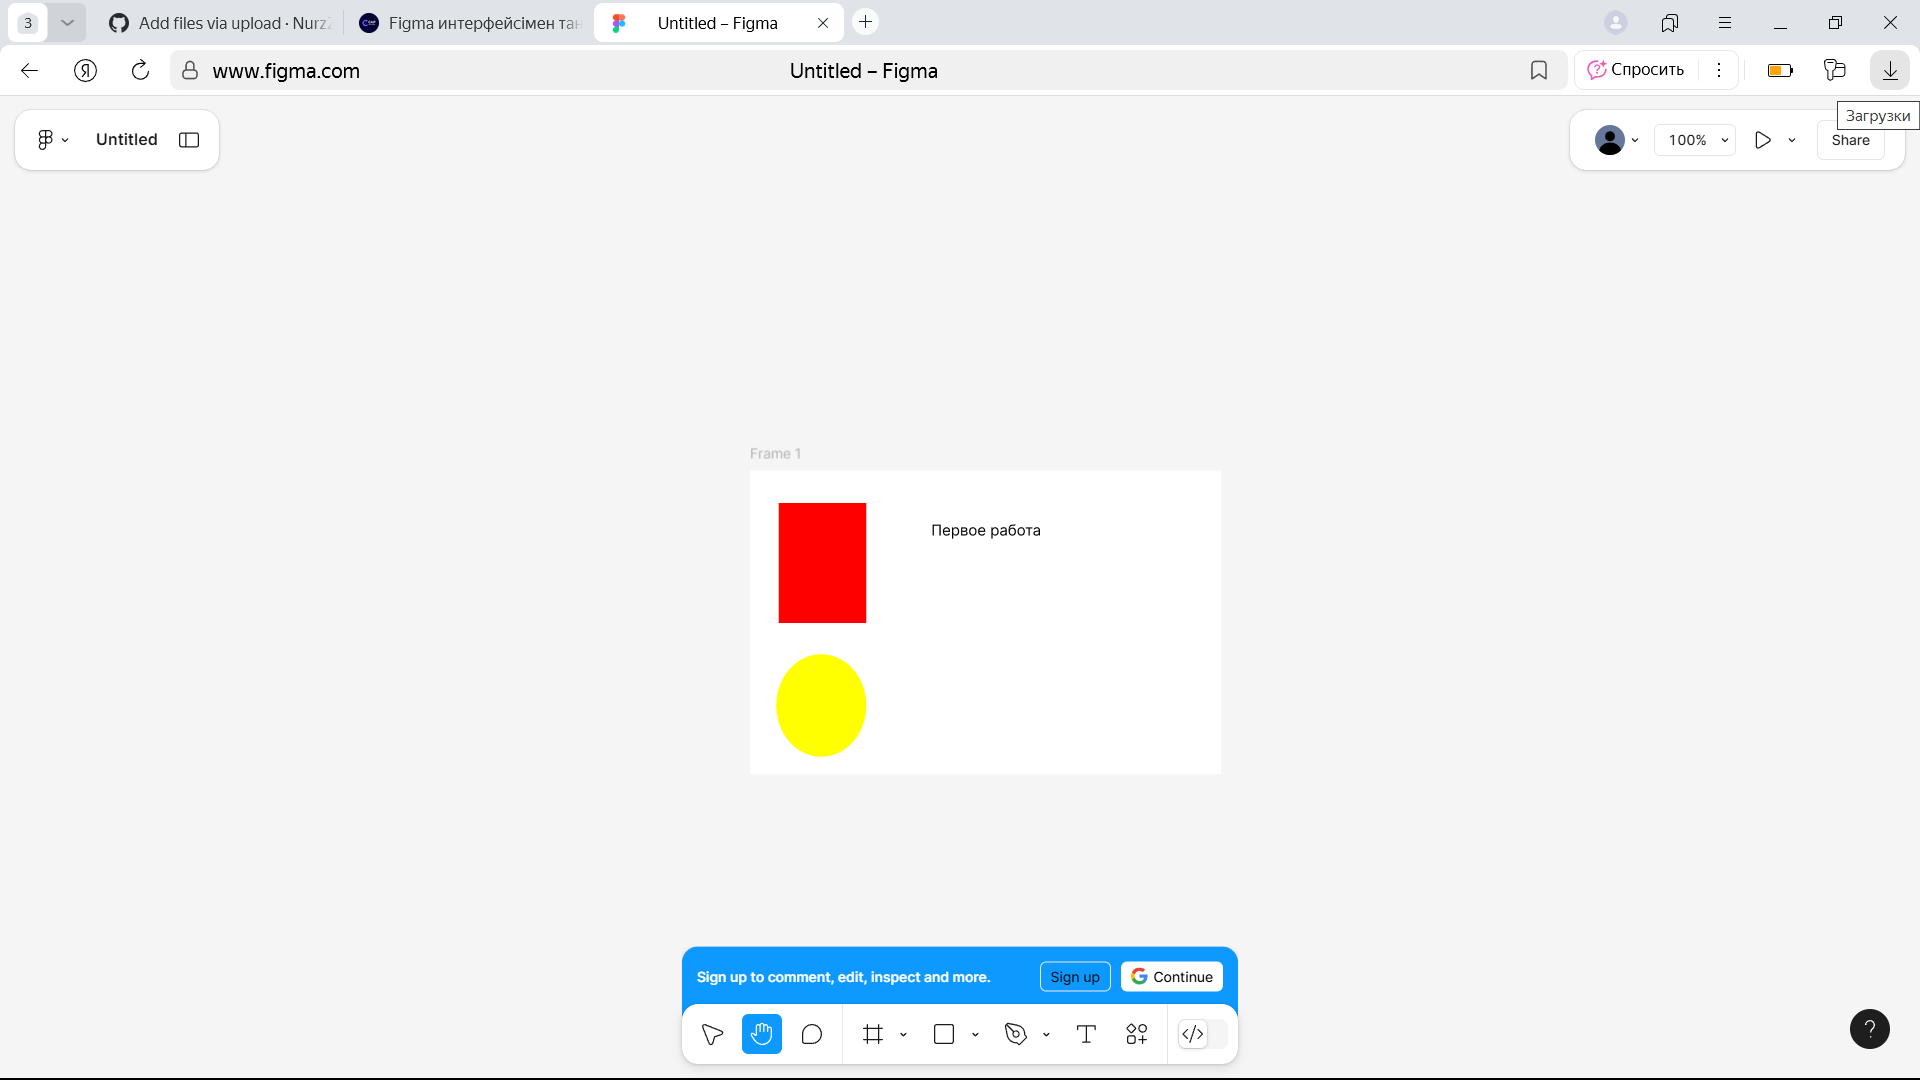 3
Add files via upload · Nurz
Figma интерфейсімен тан
Untitled – Figma
www.figma.com
Untitled – Figma
Спросить
Загрузки
Untitled
100%
Share
Frame 1
Первое работа
Sign up to comment, edit, inspect and more.
Sign up
Continue